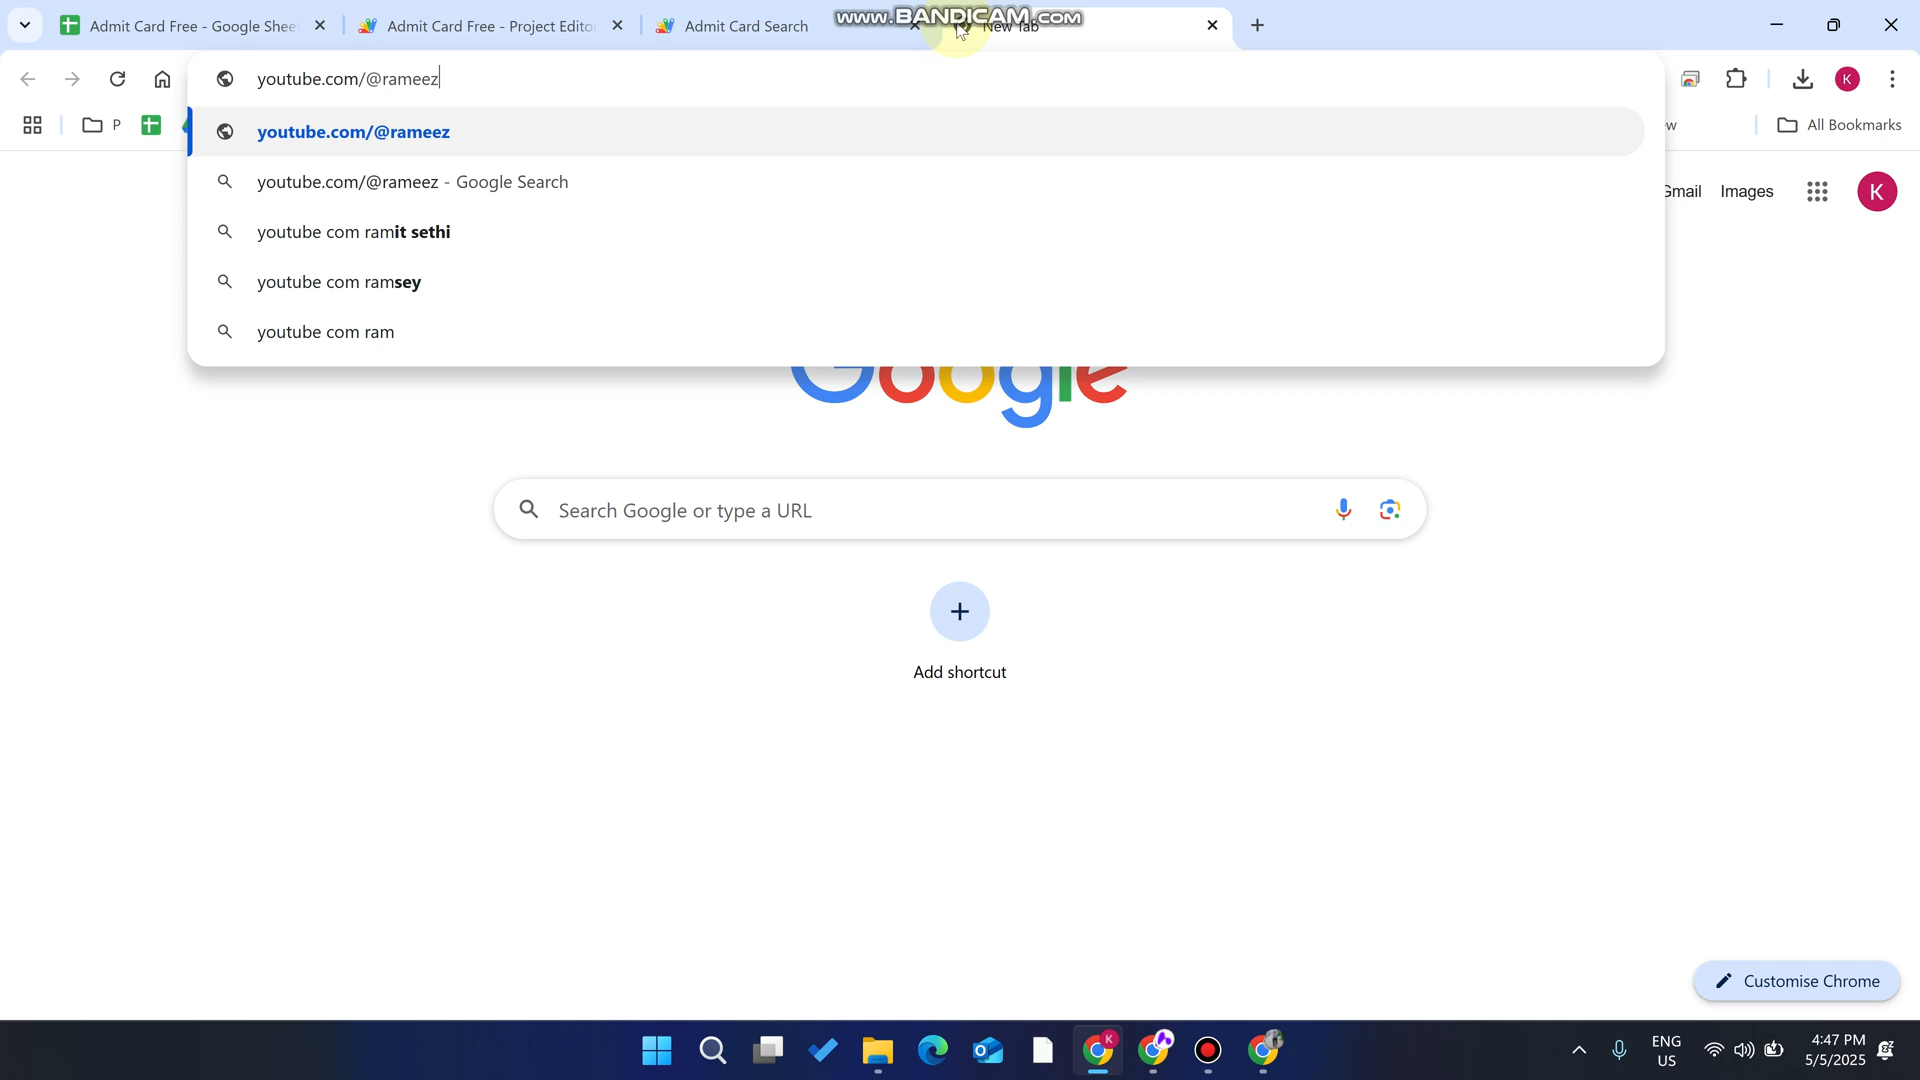 Admit Card Free - Google Shee
Admit Card Free - Project Edito
Admit Card Search
New Tab
www.BANDICAM.com
youtube.com/@rameez
P
All Bookmarks
youtube.com/@rameez
youtube.com/@rameez - Google Search
youtube com ramit sethi
youtube com ramsey
youtube com ram
Gmail
Images
K
K
Google
Search Google or type a URL
Add shortcut
Customise Chrome
ENG
US
4:47 PM
5/5/2025